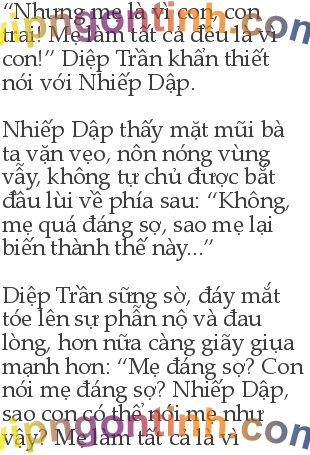 “Nhưng mẹ là vì con, con
trai! Mẹ làm tất cả đều là vì
con!” Diệp Trần khẩn thiết
nói với Nhiếp Dập.
Nhiếp Dập thấy mặt mũi bà
ta vặn vẹo, nôn nóng vùng
vẫy, không tự chủ được bắt
đầu lùi về phía sau: “Không,
mẹ quá đáng sợ, sao mẹ lại
biến thành thế này...”
Diệp Trần sững sờ, đáy mắt
tóe lên sự phẫn nộ và đau
lòng, hơn nữa càng giãy giụa
mạnh hơn: “Mẹ đáng sợ? Con
nói mẹ đáng sợ? Nhiếp Dập,
sao con có thể nói mẹ như
vậy? Mẹ làm tất cả là vì
vipngontinh.com
vipngontinh.com